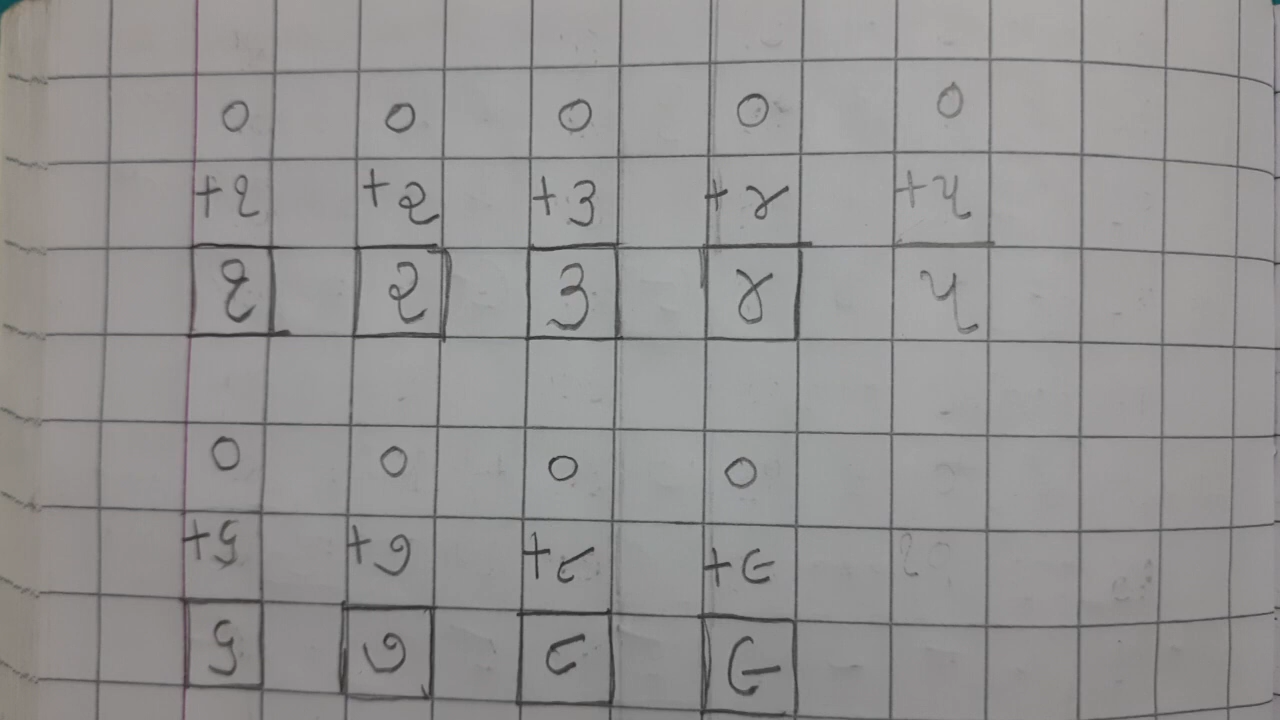 ૦ ૦ ૦ ૦ ૦
+૧ +૨ +૩ +૪ +૫
૧ ૨ ૩ ૪ ૫
૦ ૦ ૦ ૦
+૬ +૭ +૮ +૯
૬ ૭ ૮ ૯